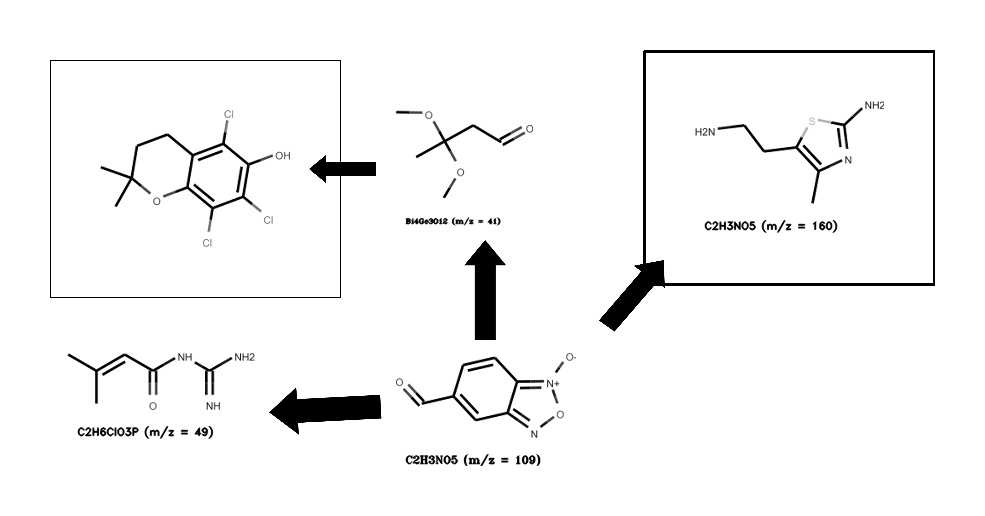 Cl
OH
O
Cl
Cl
O
O
O
Bi4Ge3O12 (m/z = 41)
NH2
H2N
S
N
C2H3NO5 (m/z = 160)
NH
NH2
O
NH
C2H6ClO3P (m/z = 49)
O
O-
N+
O
N
C2H3NO5 (m/z = 109)